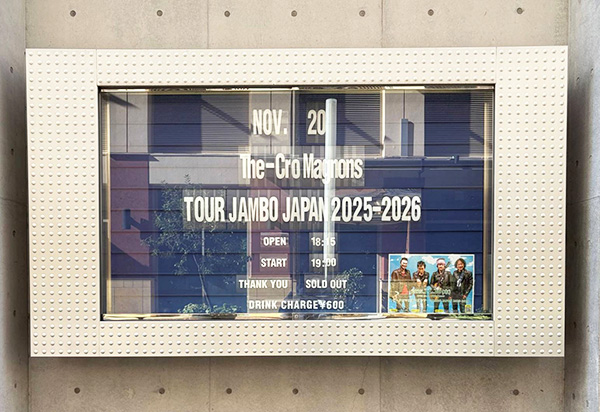 NOV. 20
The-Cro Magnons
TOUR JAMBO JAPAN 2025-2026
OPEN 18:15
START 19:00
THANK YOU SOLD OUT
DRINK CHARGE¥600